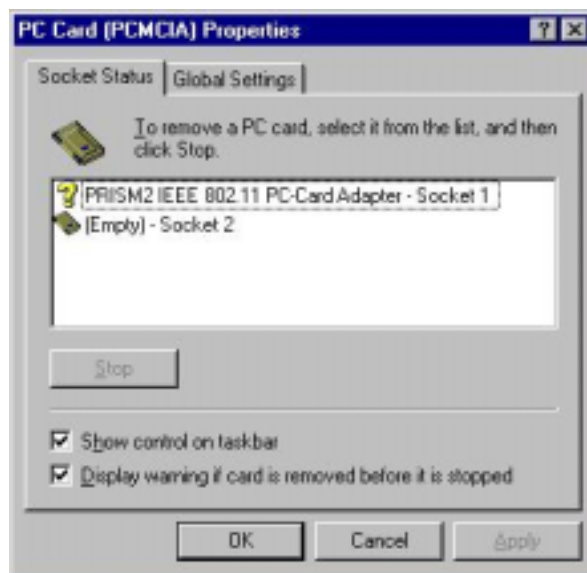 PC Card (PCMCIA) Properties
Socket Status Global Settings
To remove a PC card, select it from the list, and then
click Stop.
PRISM2 IEEE 802.11 PC-Card Adapter - Socket 1
(Empty) - Socket 2
Stop
Show control on taskbar
Display warning if card is removed before it is stopped
OK Cancel Apply